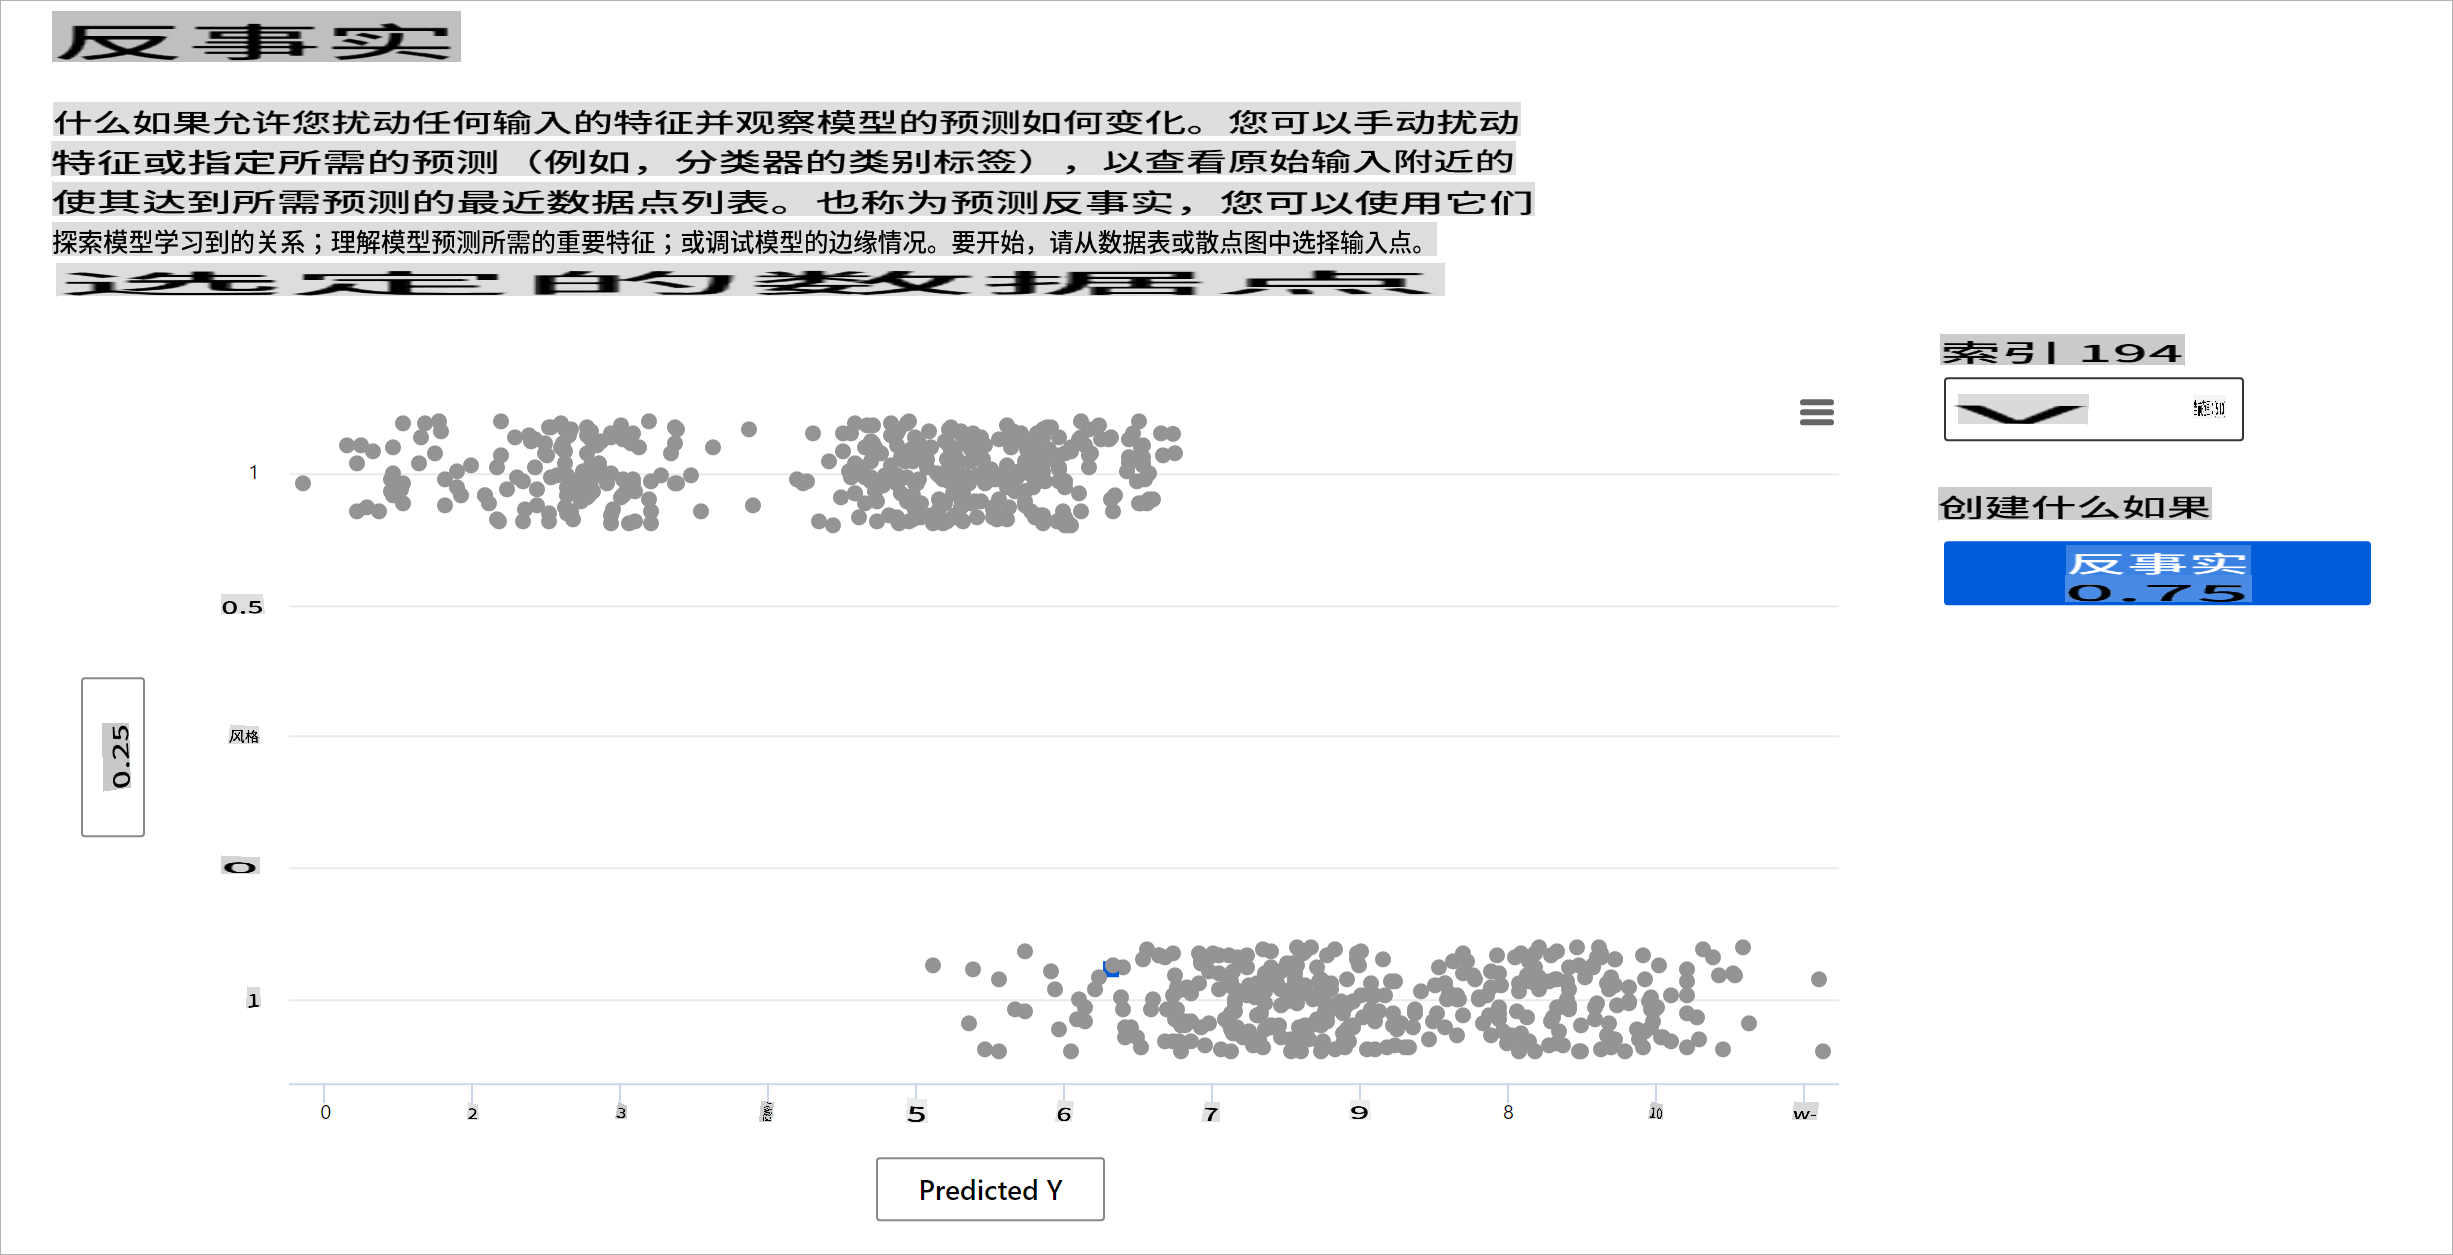 反事实
什么如果允许您扰动任何输入的特征并观察模型的预测如何变化。您可以手动扰动
特征或指定所需的预测（例如，分类器的类别标签），以查看原始输入附近的
使其达到所需预测的最近数据点列表。也称为预测反事实，您可以使用它们
探索模型学习到的关系；理解模型预测所需的重要特征；或调试模型的边缘情况。要开始，请从数据表或散点图中选择输入点。
选定的数据点
索引 194
创建什么如果
反事实
0.75
1
0.5
风格
0
1
0.25
0
2
3
5
6
7
9
8
10
w-
Predicted Y